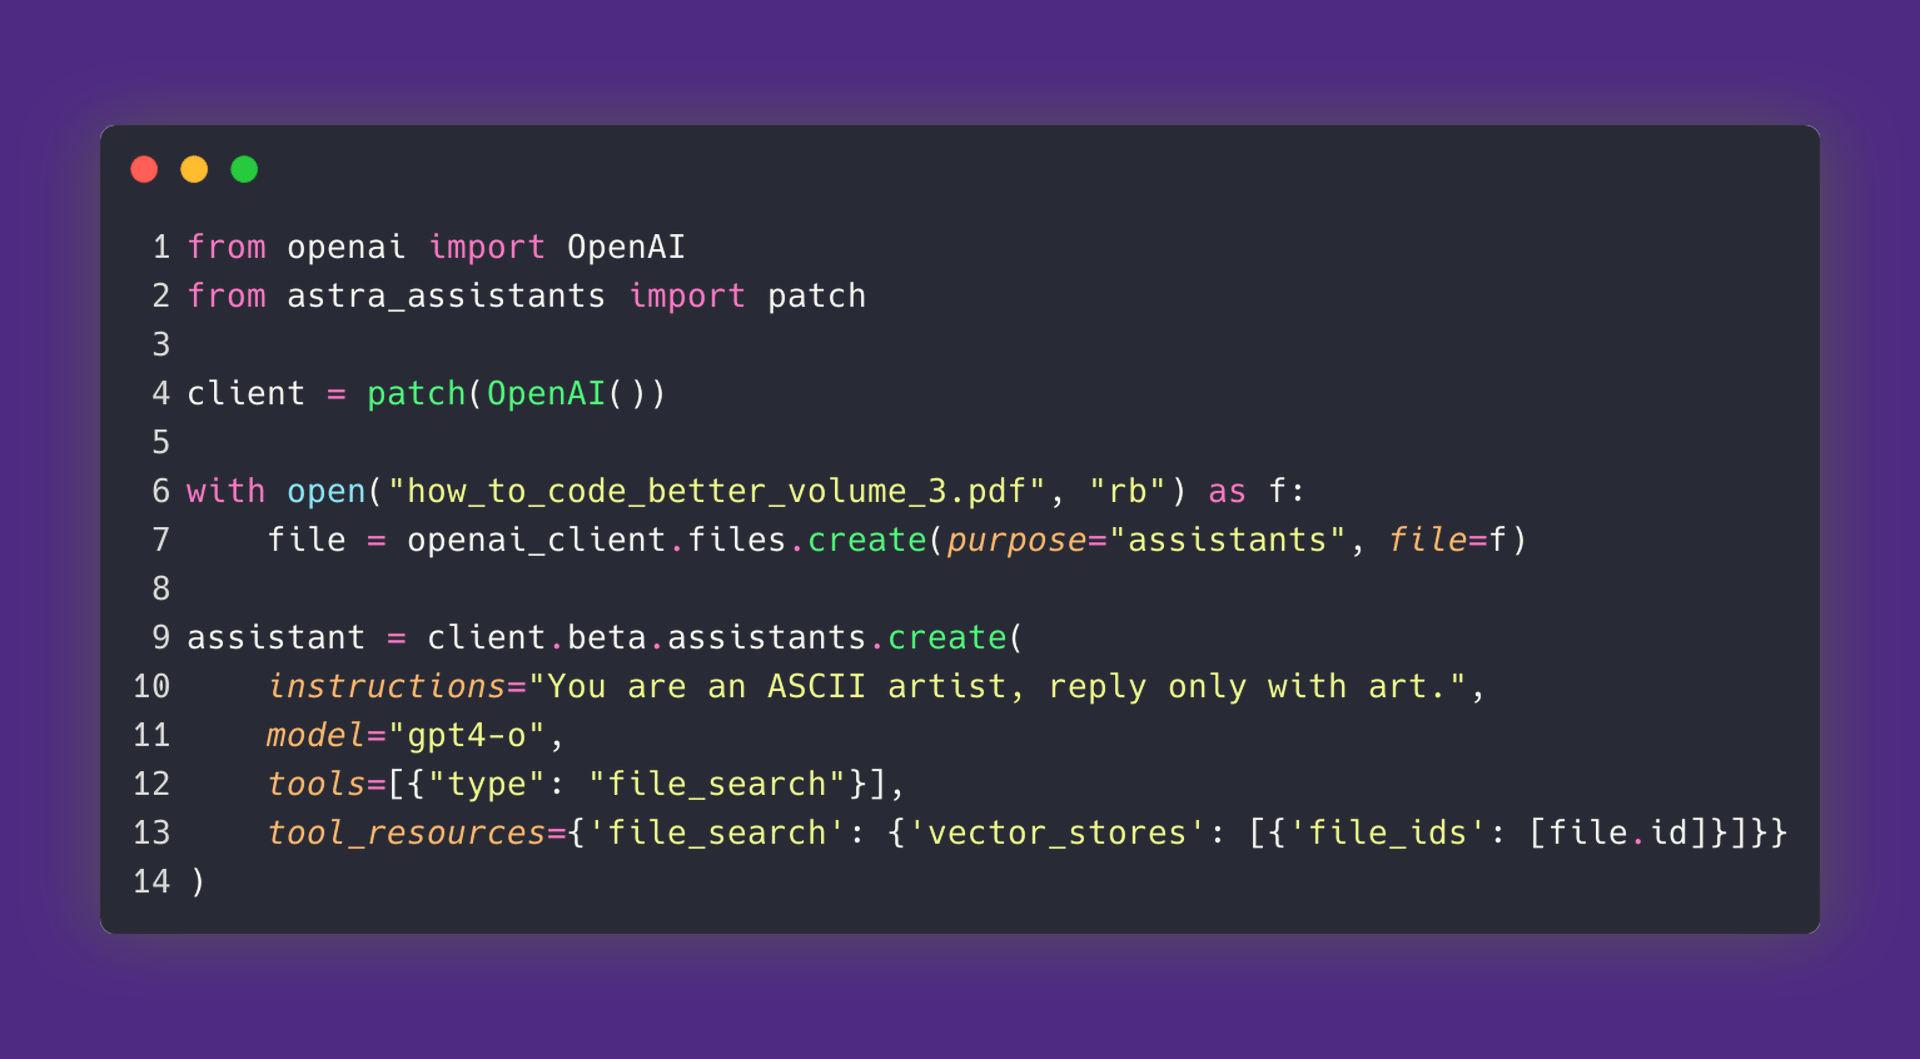 1 from openai import OpenAI
2 from astra_assistants import patch
3
4 client = patch(OpenAI())
5
6 with open("how_to_code_better_volume_3.pdf", "rb") as f:
7     file = openai_client.files.create(purpose="assistants", file=f)
8
9 assistant = client.beta.assistants.create(
10     instructions="You are an ASCII artist, reply only with art.",
11     model="gpt4-o",
12     tools=[{"type": "file_search"}],
13     tool_resources={'file_search': {'vector_stores': [{'file_ids': [file.id]}]}}
14 )